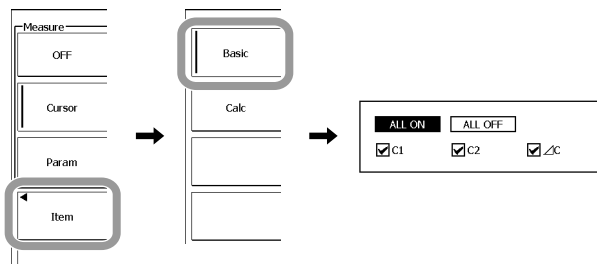 Measure
OFF
Cursor
Param
Item
Basic
Calc
ALL ON ALL OFF
C1 C2 ⊿C